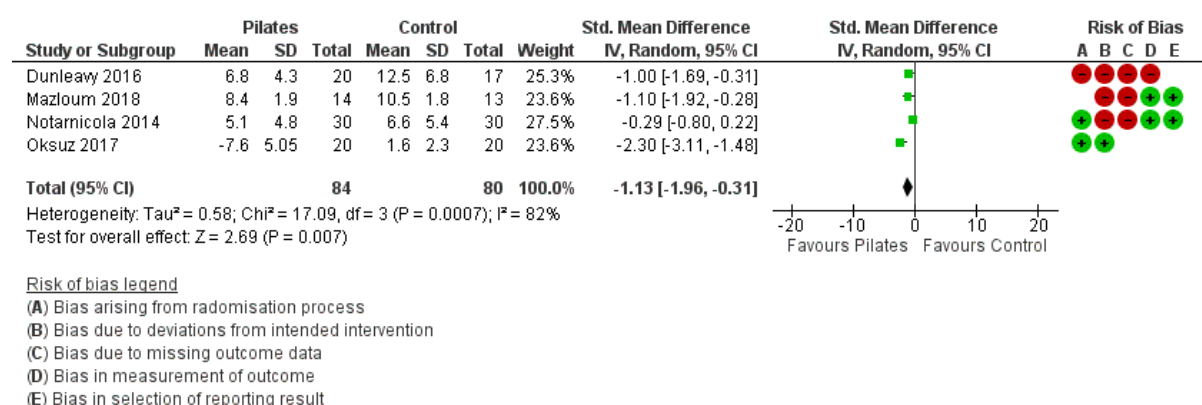 Pilates Control Std. Mean Difference Std. Mean Difference Risk of Bias
Study or Subgroup Mean SD Total Mean SD Total Weight IV, Random, 95% CI IV, Random, 95% CI A B C D E
Dunleavy 2016 6.8 4.3 20 12.5 6.8 17 25.3% -1.00 [-1.69, -0.31] - - - -
Mazloum 2018 8.4 1.9 14 10.5 1.8 13 23.6% -1.10 [-1.92, -0.28] - - + +
Notarnicola 2014 5.1 4.8 30 6.6 5.4 30 27.5% -0.29 [-0.80, 0.22] + - - + +
Oksuz 2017 -7.6 5.05 20 1.6 2.3 20 23.6% -2.30 [-3.11, -1.48] + +
Total (95% CI) 84 80 100.0% -1.13 [-1.96, -0.31]
Heterogeneity: Tau² = 0.58; Chi² = 17.09, df = 3 (P = 0.0007); I² = 82%
Test for overall effect: Z = 2.69 (P = 0.007)
-20 -10 0 10 20
Favours Pilates Favours Control
Risk of bias legend
(A) Bias arising from radomisation process
(B) Bias due to deviations from intended intervention
(C) Bias due to missing outcome data
(D) Bias in measurement of outcome
(E) Bias in selection of reporting result